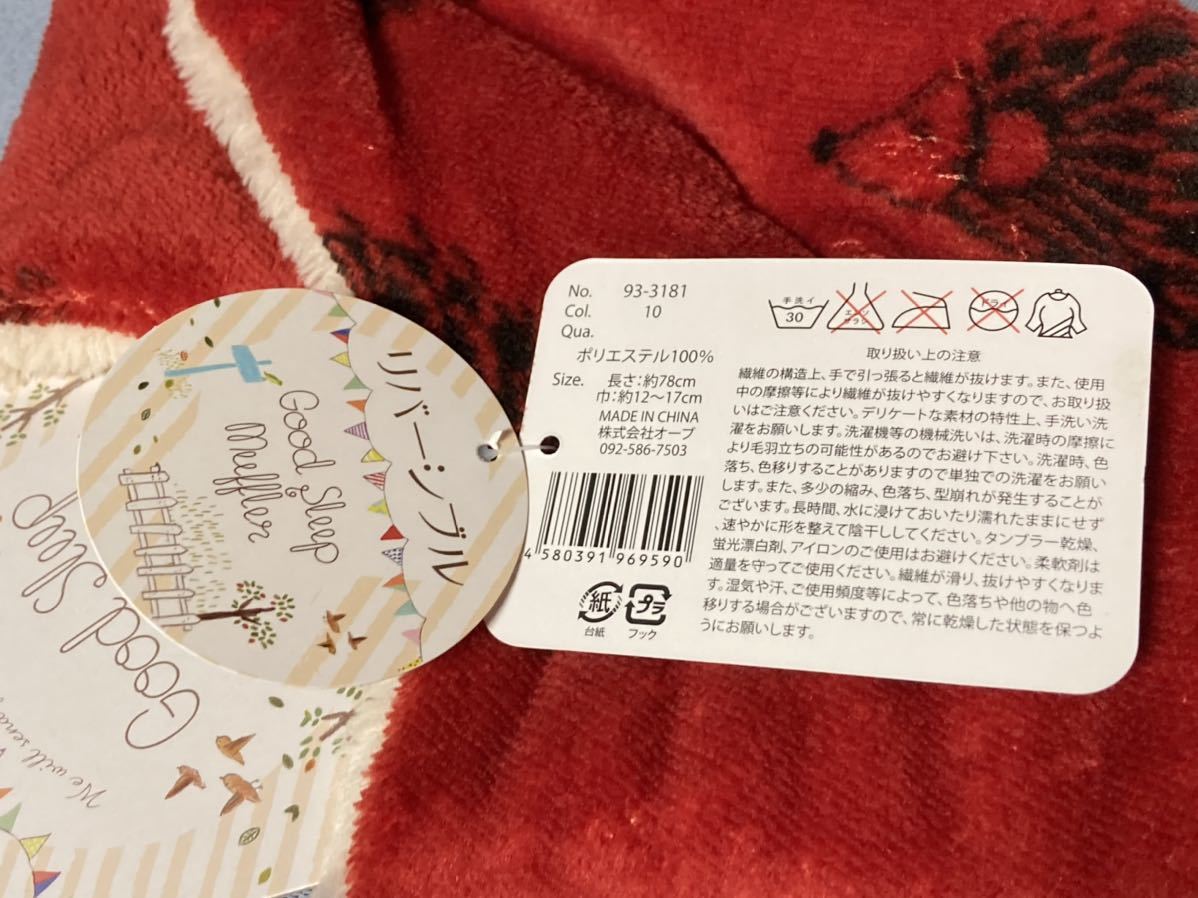 No. 93-3181
Col. 10
Qua.
ポリエステル100%
Size. 長さ:約78cm
巾:約12〜17cm
MADE IN CHINA
株式会社オーブ
092-586-7503
4 580391 969590
紙
台紙
プラ
フック
手洗イ
30
エンソ
サラシ
ドライ
取り扱い上の注意
繊維の構造上、手で引っ張ると繊維が抜けます。また、使用
中の摩擦等により繊維が抜けやすくなりますので、お取り扱
いはご注意ください。デリケートな素材の特性上、手洗い洗
濯をお願いします。洗濯機等の機械洗いは、洗濯時の摩擦に
より毛羽立ちの可能性があるのでお避け下さい。洗濯時、色
落ち、色移りすることがありますので単独での洗濯をお願い
します。また、多少の縮み、色落ち、型崩れが発生することが
ございます。長時間、水に浸けておいたり濡れたままにせず
、速やかに形を整えて陰干ししてください。タンブラー乾燥、
蛍光漂白剤、アイロンのご使用はお避けください。柔軟剤は
適量を守ってご使用ください。繊維が滑り、抜けやすくなりま
す。湿気や汗、ご使用頻度等によって、色落ちや他の物へ色
移りする場合がございますので、常に乾燥した状態を保つよ
うにお願いします。
リバーシブル
Good Sleep
&
Muffler
Good Sleep
We will send